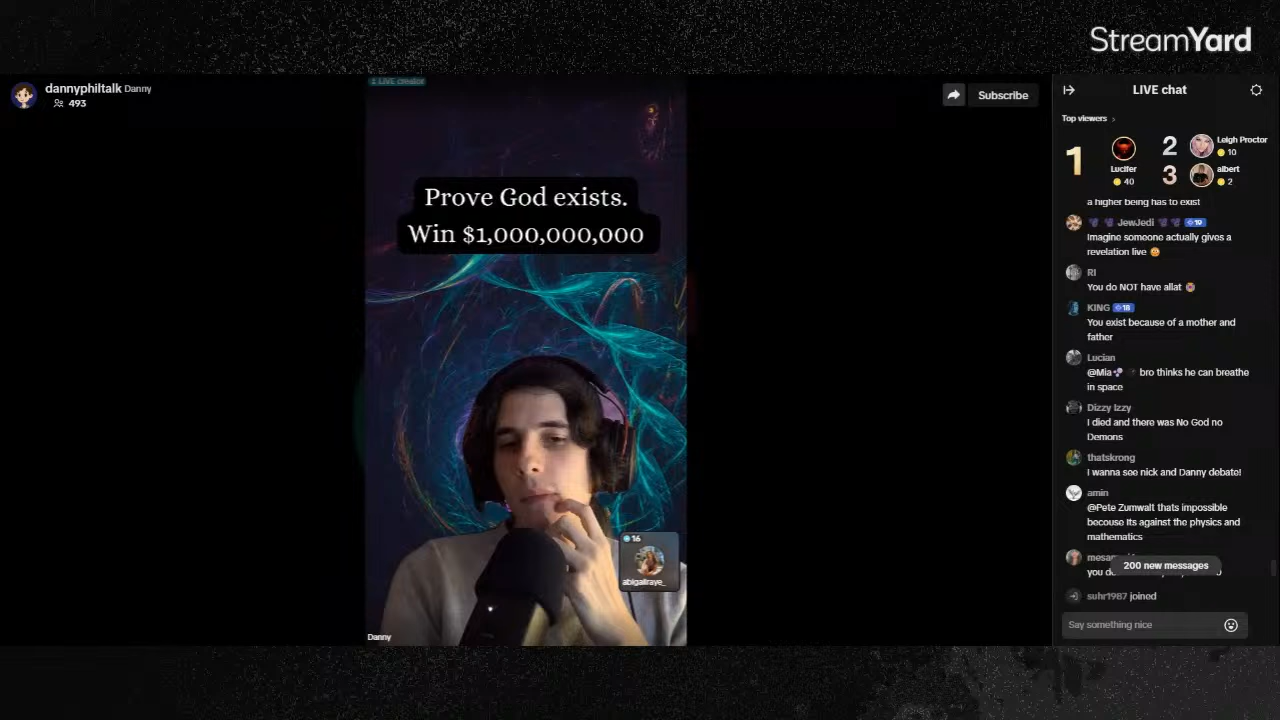 StreamYard
dannyphiltalk Danny
493
Subscribe
LIVE creator
Prove God exists.
Win $1,000,000,000
16
abigailraye_
Danny
LIVE chat
Top viewers
1
Lucifer
40
2
Leigh Proctor
10
3
albert
2
a higher being has to exist
JewJedi 19
Imagine someone actually gives a
revelation live
RI
You do NOT have allat
KING 18
You exist because of a mother and
father
Lucian
@Mia bro thinks he can breathe
in space
Dizzy Izzy
I died and there was No God no
Demons
thatskrong
I wanna see nick and Danny debate!
amin
@Pete Zumwalt thats impossible
becouse its against the physics and
mathematics
200 new messages
suhr1987 joined
Say something nice